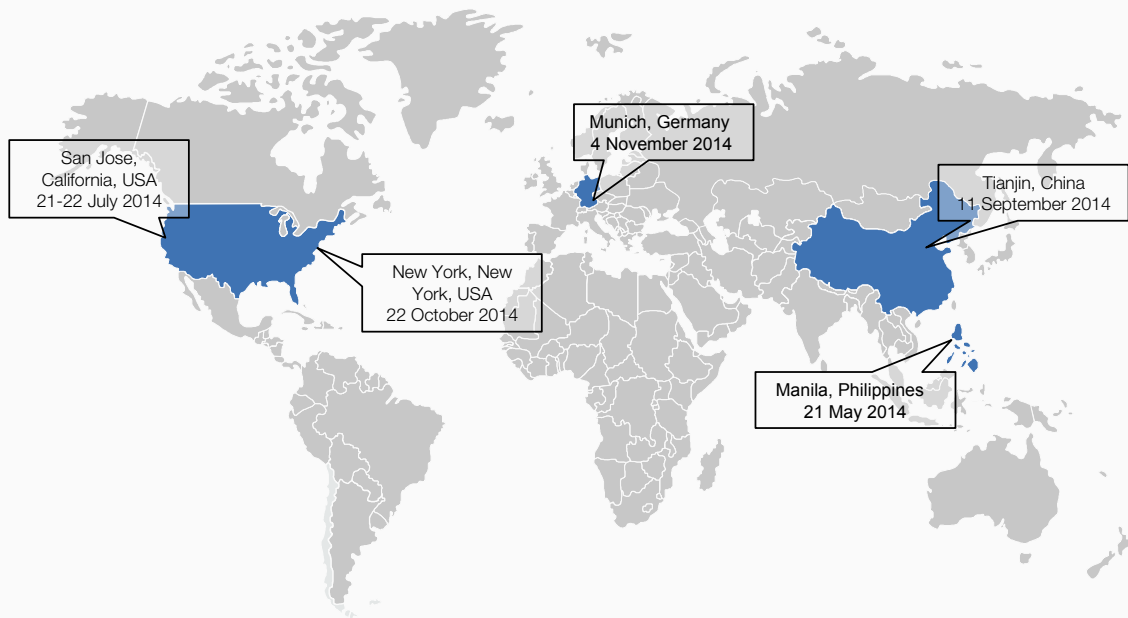 Munich, Germany
4 November 2014
San Jose,
California, USA
21-22 July 2014
Tianjin, China
11 September 2014
New York, New
York, USA
22 October 2014
Manila, Philippines
21 May 2014